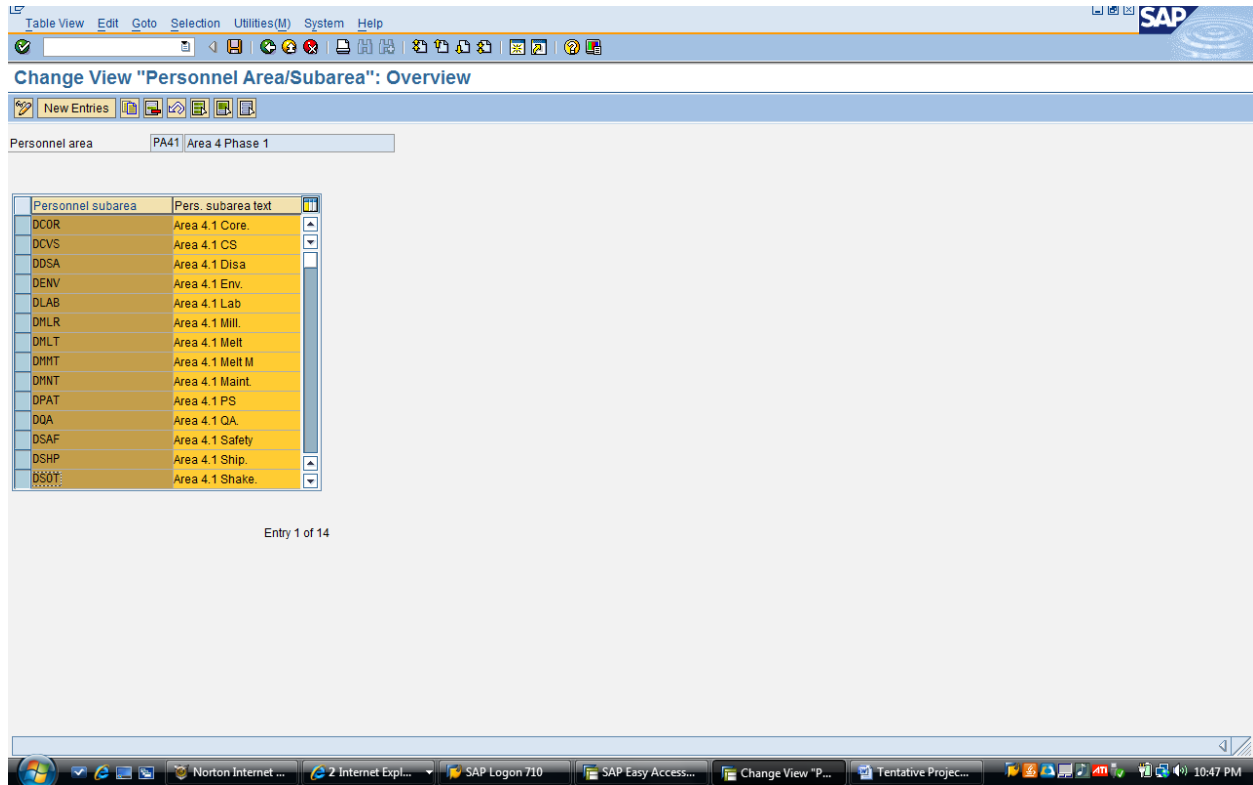 Table View Edit Goto Selection Utilities(M) System Help
SAP
Change View "Personnel Area/Subarea": Overview
New Entries
Personnel area PA41 Area 4 Phase 1
Personnel subarea Pers. subarea text
DCOR Area 4.1 Core.
DCVS Area 4.1 CS
DDSA Area 4.1 Disa
DENV Area 4.1 Env.
DLAB Area 4.1 Lab
DMLR Area 4.1 Mill.
DMLT Area 4.1 Melt
DMMT Area 4.1 Melt M
DMNT Area 4.1 Maint.
DPAT Area 4.1 PS
DQA Area 4.1 QA.
DSAF Area 4.1 Safety
DSHP Area 4.1 Ship.
DSOT Area 4.1 Shake.
Entry 1 of 14
Norton Internet ... 2 Internet Expl... SAP Logon 710 SAP Easy Access... Change View "P... Tentative Projec... ATI 10:47 PM